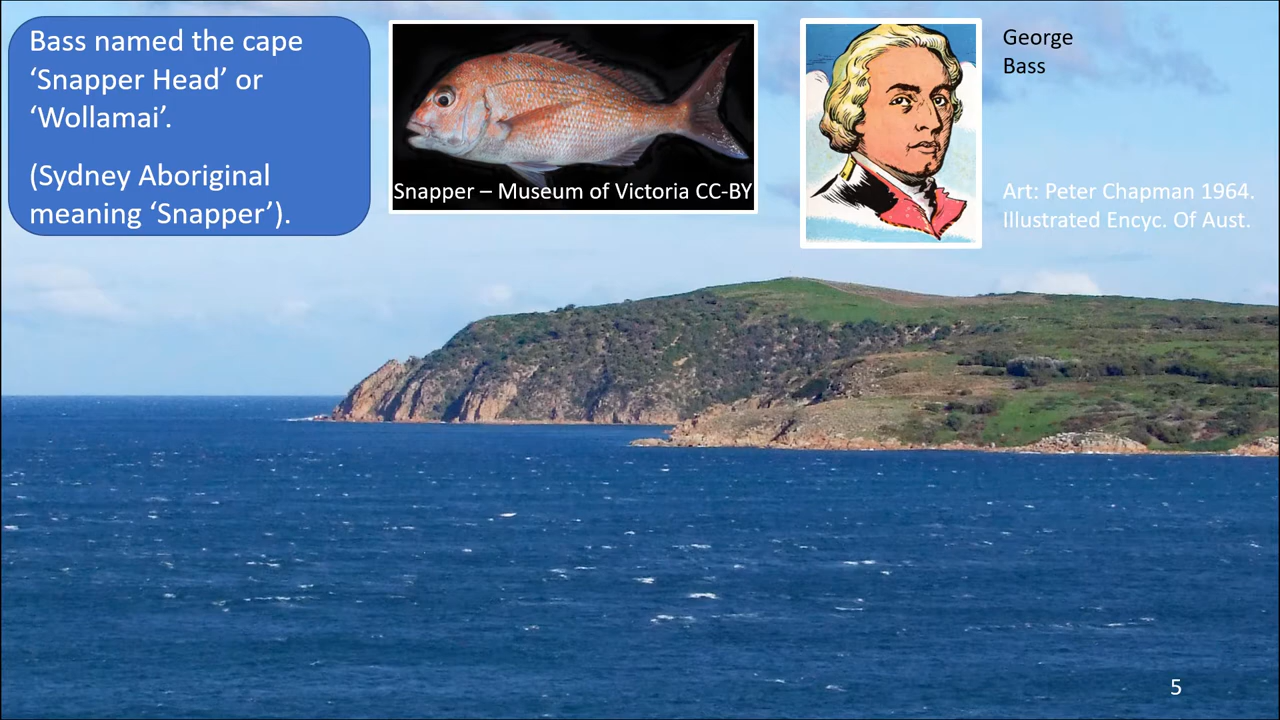 Bass named the cape
‘Snapper Head’ or
‘Wollamai’.
(Sydney Aboriginal
meaning ‘Snapper’).
Snapper – Museum of Victoria CC-BY
George
Bass
Art: Peter Chapman 1964.
Illustrated Encyc. Of Aust.
5